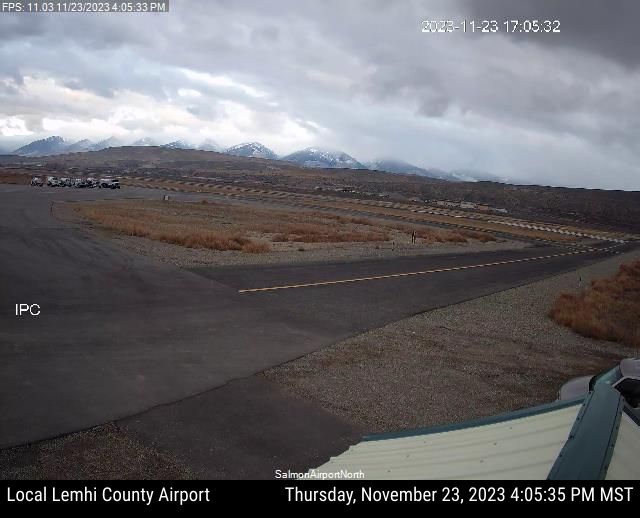 FPS: 11.03 11/23/2023 4:05:33 PM
2023-11-23 17:05:32
IPC
SalmonAirportNorth
Local Lemhi County Airport Thursday, November 23, 2023 4:05:35 PM MST